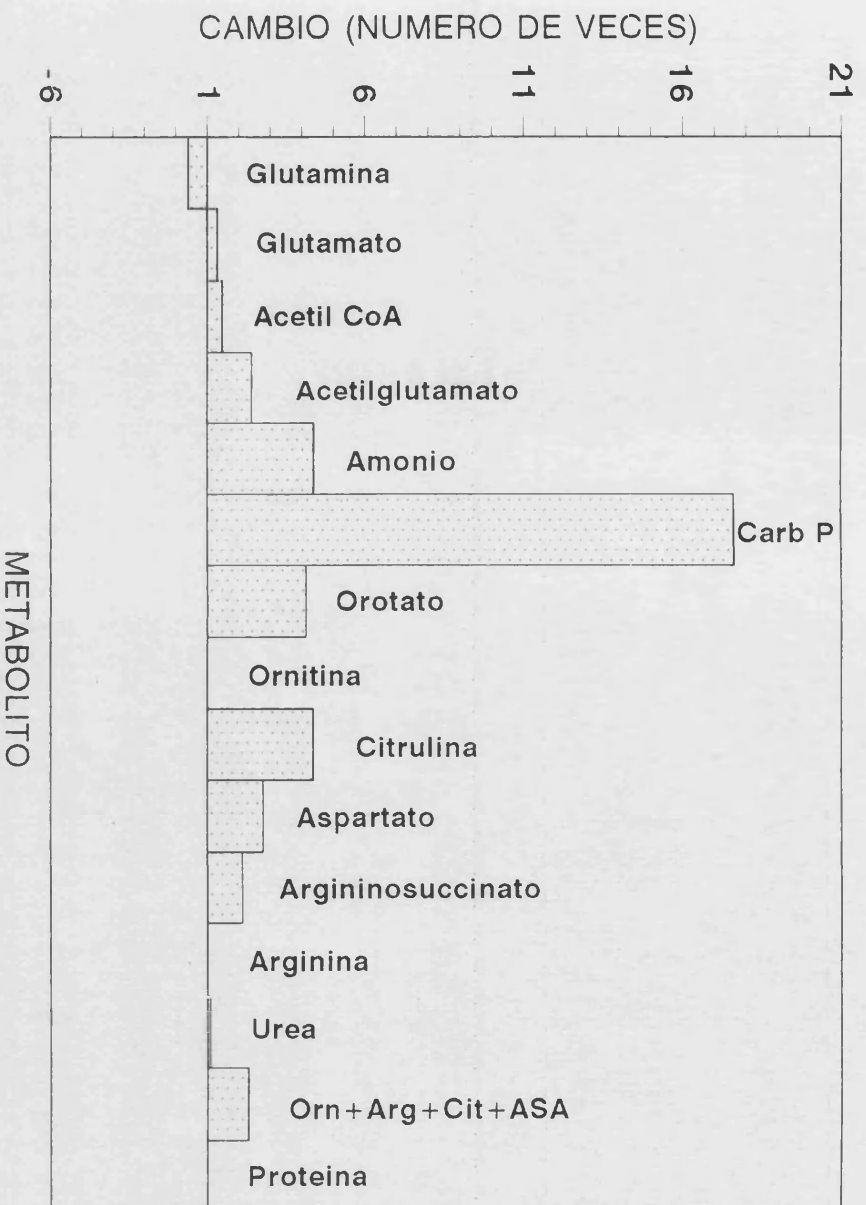 CAMBIO (NUMERO DE VECES)
-6
1
6
11
16
21
Glutamina
Glutamato
Acetil CoA
Acetilglutamato
Amonio
Carb P
Orotato
Ornitina
Citrulina
Aspartato
Argininosuccinato
Arginina
Urea
Orn+Arg+Cit+ASA
Proteina
METABOLITO